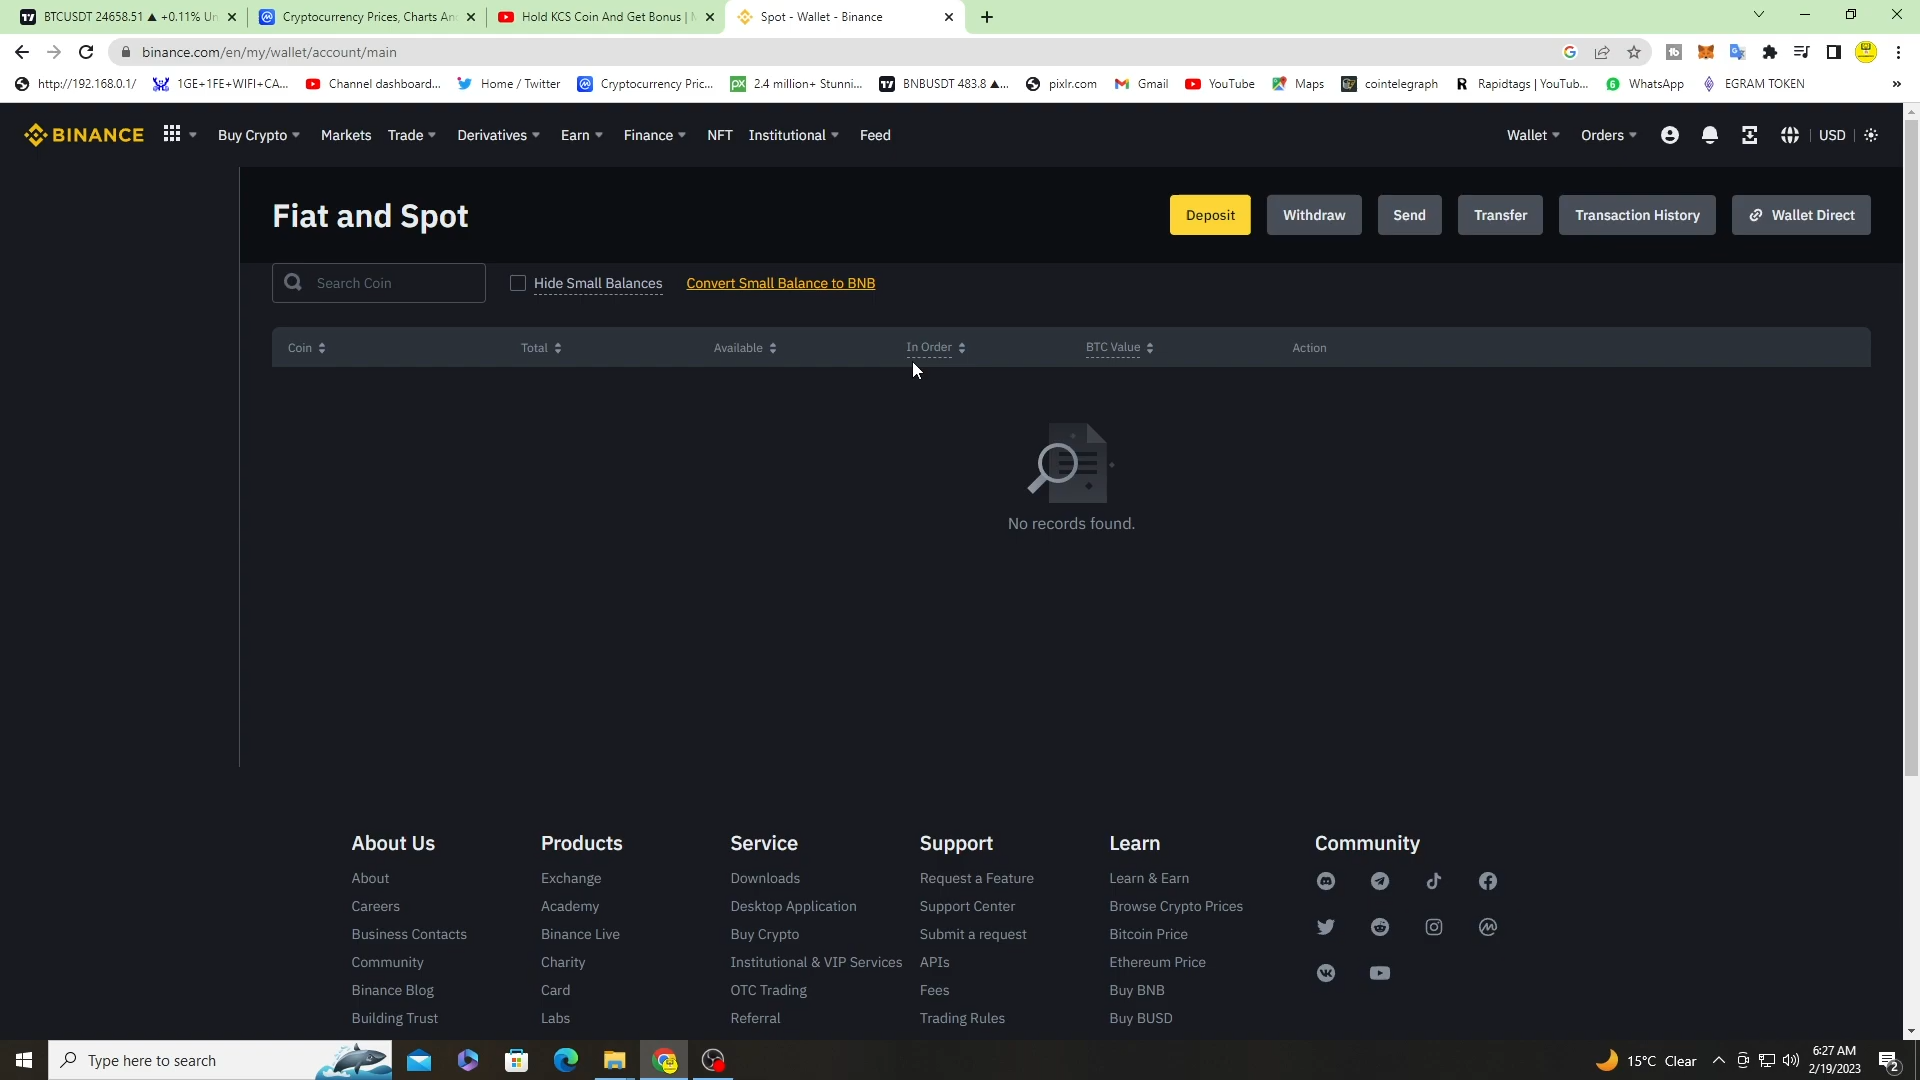 BTCUSDT 24658.51 ▲ +0.11% Un
Cryptocurrency Prices, Charts An
Hold KCS Coin And Get Bonus |
Spot - Wallet - Binance
binance.com/en/my/wallet/account/main
http://192.168.0.1/
1GE+1FE+WIFI+CA...
Channel dashboard...
Home / Twitter
Cryptocurrency Pric...
2.4 million+ Stunni...
BNBUSDT 483.8 ▲...
pixlr.com
Gmail
YouTube
Maps
cointelegraph
Rapidtags | YouTub...
WhatsApp
EGRAM TOKEN
»
BINANCE
Buy Crypto
Markets
Trade
Derivatives
Earn
Finance
NFT
Institutional
Feed
Wallet
Orders
USD
Fiat and Spot
Deposit
Withdraw
Send
Transfer
Transaction History
Wallet Direct
Search Coin
Hide Small Balances
Convert Small Balance to BNB
Coin
Total
Available
In Order
BTC Value
Action
No records found.
About Us
About
Careers
Business Contacts
Community
Binance Blog
Building Trust
Products
Exchange
Academy
Binance Live
Charity
Card
Labs
Service
Downloads
Desktop Application
Buy Crypto
Institutional & VIP Services
OTC Trading
Referral
Support
Request a Feature
Support Center
Submit a request
APIs
Fees
Trading Rules
Learn
Learn & Earn
Browse Crypto Prices
Bitcoin Price
Ethereum Price
Buy BNB
Buy BUSD
Community
Type here to search
15°C Clear
6:27 AM
2/19/2023
2